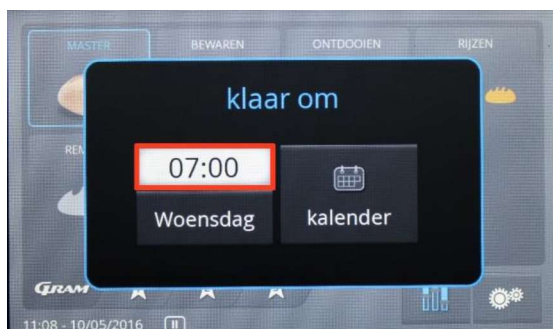 MASTER BEWAREN ONTDOOIEN RIJZEN
klaar om
07:00
Woensdag kalender
GRAM
11:08 - 10/05/2016